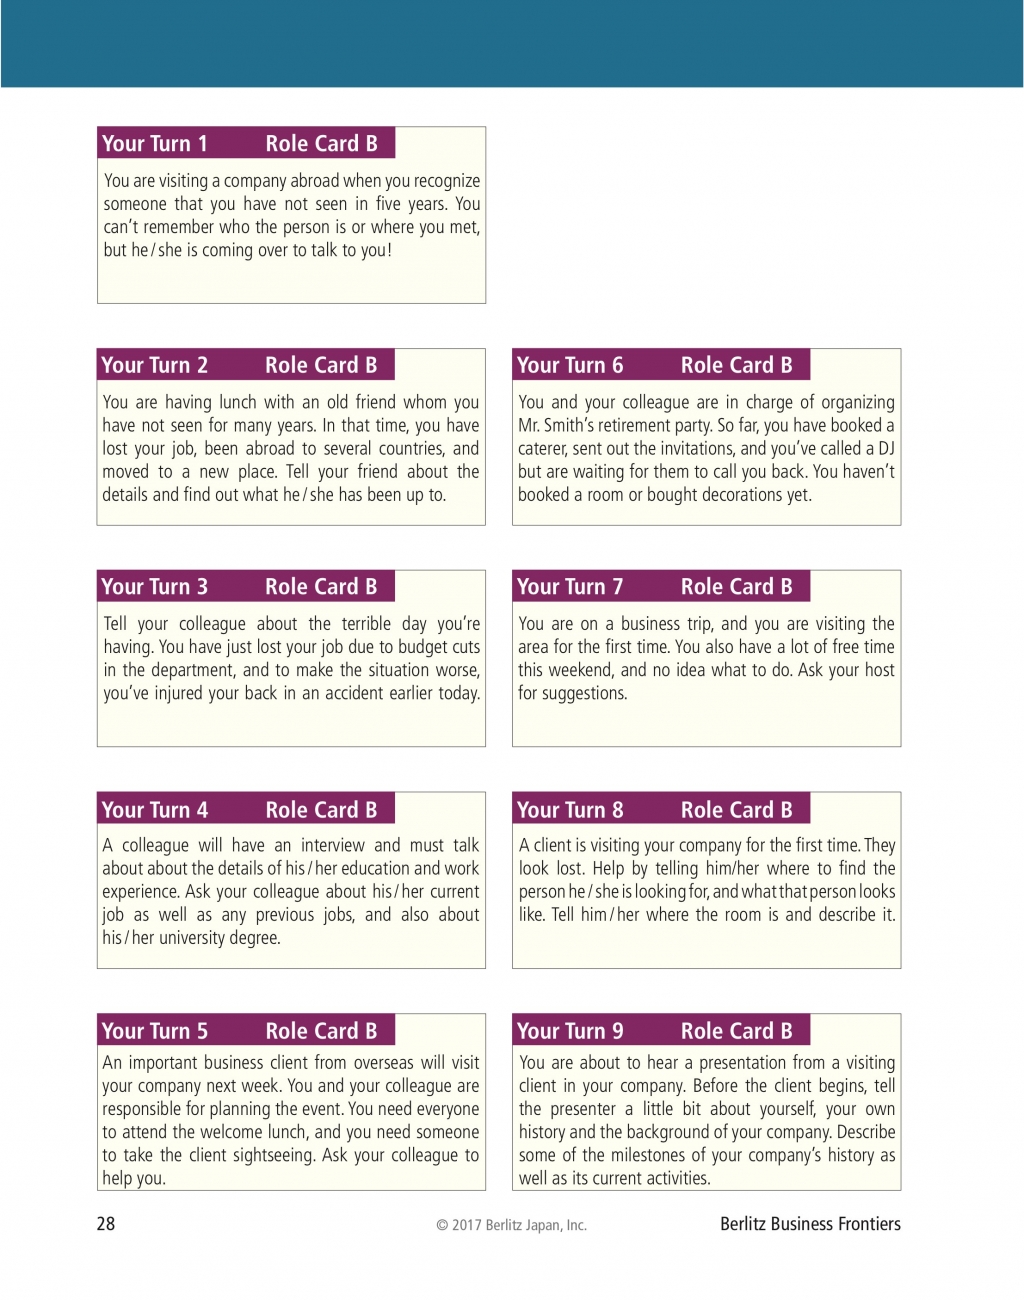 Your Turn 1 Role Card B
You are visiting a company abroad when you recognize
someone that you have not seen in five years. You
can't remember who the person is or where you met,
but he / she is coming over to talk to you!
Your Turn 2 Role Card B
You are having lunch with an old friend whom you
have not seen for many years. In that time, you have
lost your job, been abroad to several countries, and
moved to a new place. Tell your friend about the
details and find out what he / she has been up to.
Your Turn 3 Role Card B
Tell your colleague about the terrible day you're
having. You have just lost your job due to budget cuts
in the department, and to make the situation worse,
you've injured your back in an accident earlier today.
Your Turn 4 Role Card B
A colleague will have an interview and must talk
about about the details of his / her education and work
experience. Ask your colleague about his / her current
job as well as any previous jobs, and also about
his / her university degree.
Your Turn 5 Role Card B
An important business client from overseas will visit
your company next week. You and your colleague are
responsible for planning the event. You need everyone
to attend the welcome lunch, and you need someone
to take the client sightseeing. Ask your colleague to
help you.
Your Turn 6 Role Card B
You and your colleague are in charge of organizing
Mr. Smith's retirement party. So far, you have booked a
caterer, sent out the invitations, and you've called a DJ
but are waiting for them to call you back. You haven't
booked a room or bought decorations yet.
Your Turn 7 Role Card B
You are on a business trip, and you are visiting the
area for the first time. You also have a lot of free time
this weekend, and no idea what to do. Ask your host
for suggestions.
Your Turn 8 Role Card B
A client is visiting your company for the first time. They
look lost. Help by telling him/her where to find the
person he / she is looking for, and what that person looks
like. Tell him / her where the room is and describe it.
Your Turn 9 Role Card B
You are about to hear a presentation from a visiting
client in your company. Before the client begins, tell
the presenter a little bit about yourself, your own
history and the background of your company. Describe
some of the milestones of your company's history as
well as its current activities.
28 © 2017 Berlitz Japan, Inc. Berlitz Business Frontiers